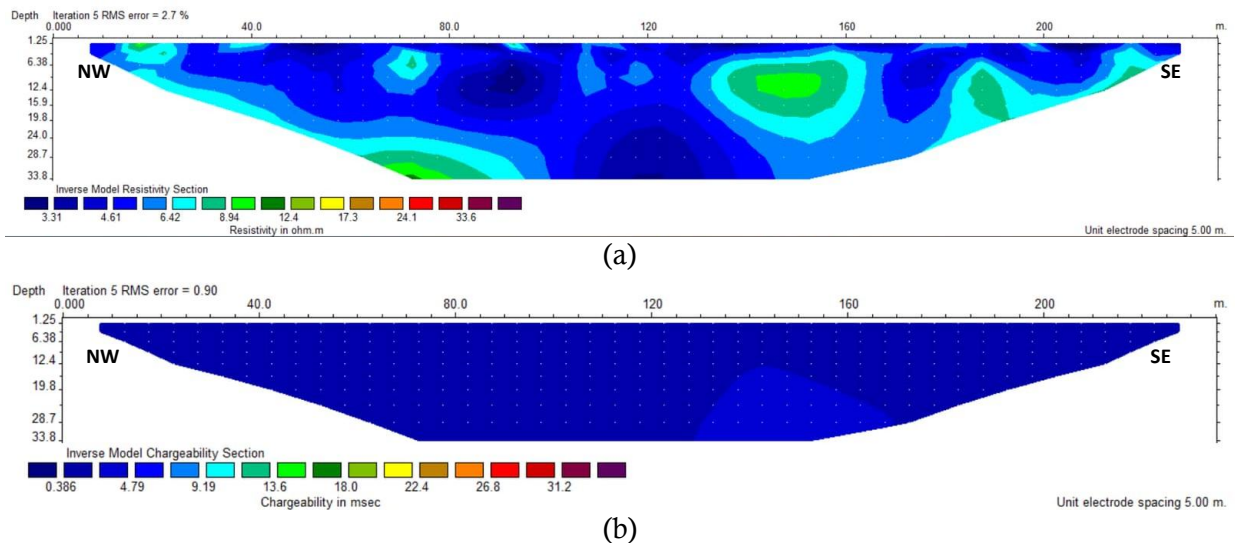 Depth Iteration 5 RMS error = 2.7 %
0.000 40.0 80.0 120 160 200 m.
1.25
6.38
12.4
15.9
19.8
24.0
28.7
33.8
NW SE
Inverse Model Resistivity Section
3.31 4.61 6.42 8.94 12.4 17.3 24.1 33.6
Resistivity in ohm.m Unit electrode spacing 5.00 m.
(a)
Depth Iteration 5 RMS error = 0.90
0.000 40.0 80.0 120 160 200 m.
1.25
6.38
12.4
19.8
28.7
33.8
NW SE
Inverse Model Chargeability Section
0.386 4.79 9.19 13.6 18.0 22.4 26.8 31.2
Chargeability in msec Unit electrode spacing 5.00 m.
(b)